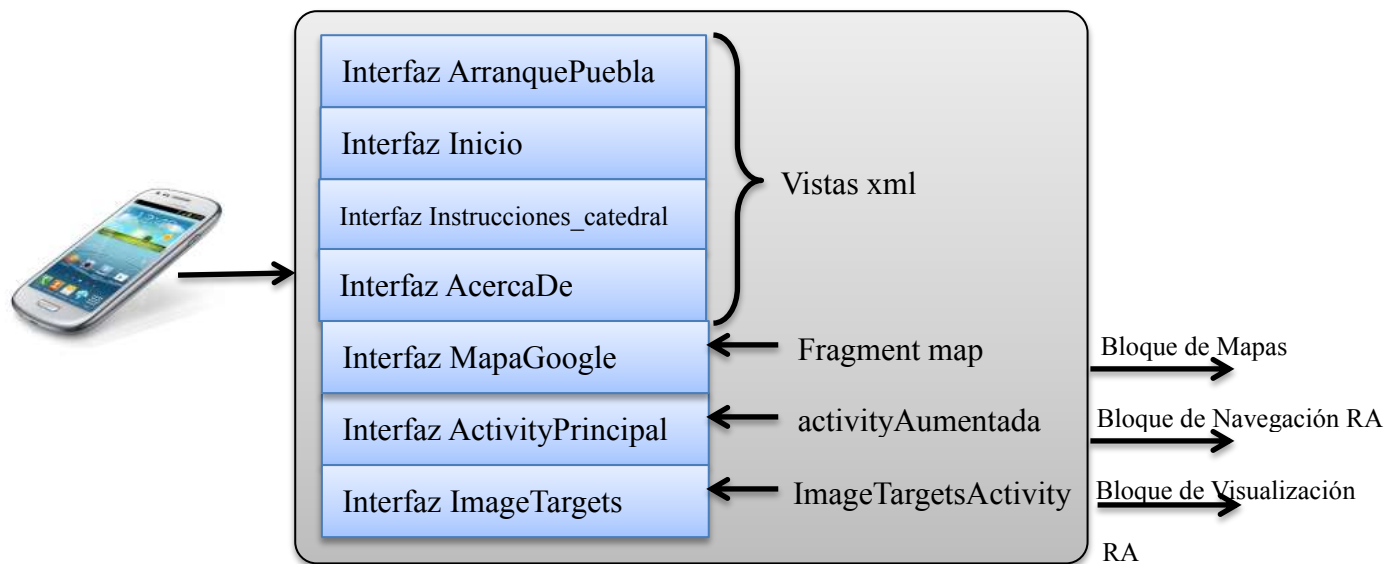 Interfaz ArranquePuebla
Interfaz Inicio
Interfaz Instrucciones_catedral
Interfaz AcercaDe
Vistas xml
Interfaz MapaGoogle
Fragment map
Bloque de Mapas
Interfaz ActivityPrincipal
activityAumentada
Bloque de Navegación RA
Interfaz ImageTargets
ImageTargetsActivity
Bloque de Visualización
RA